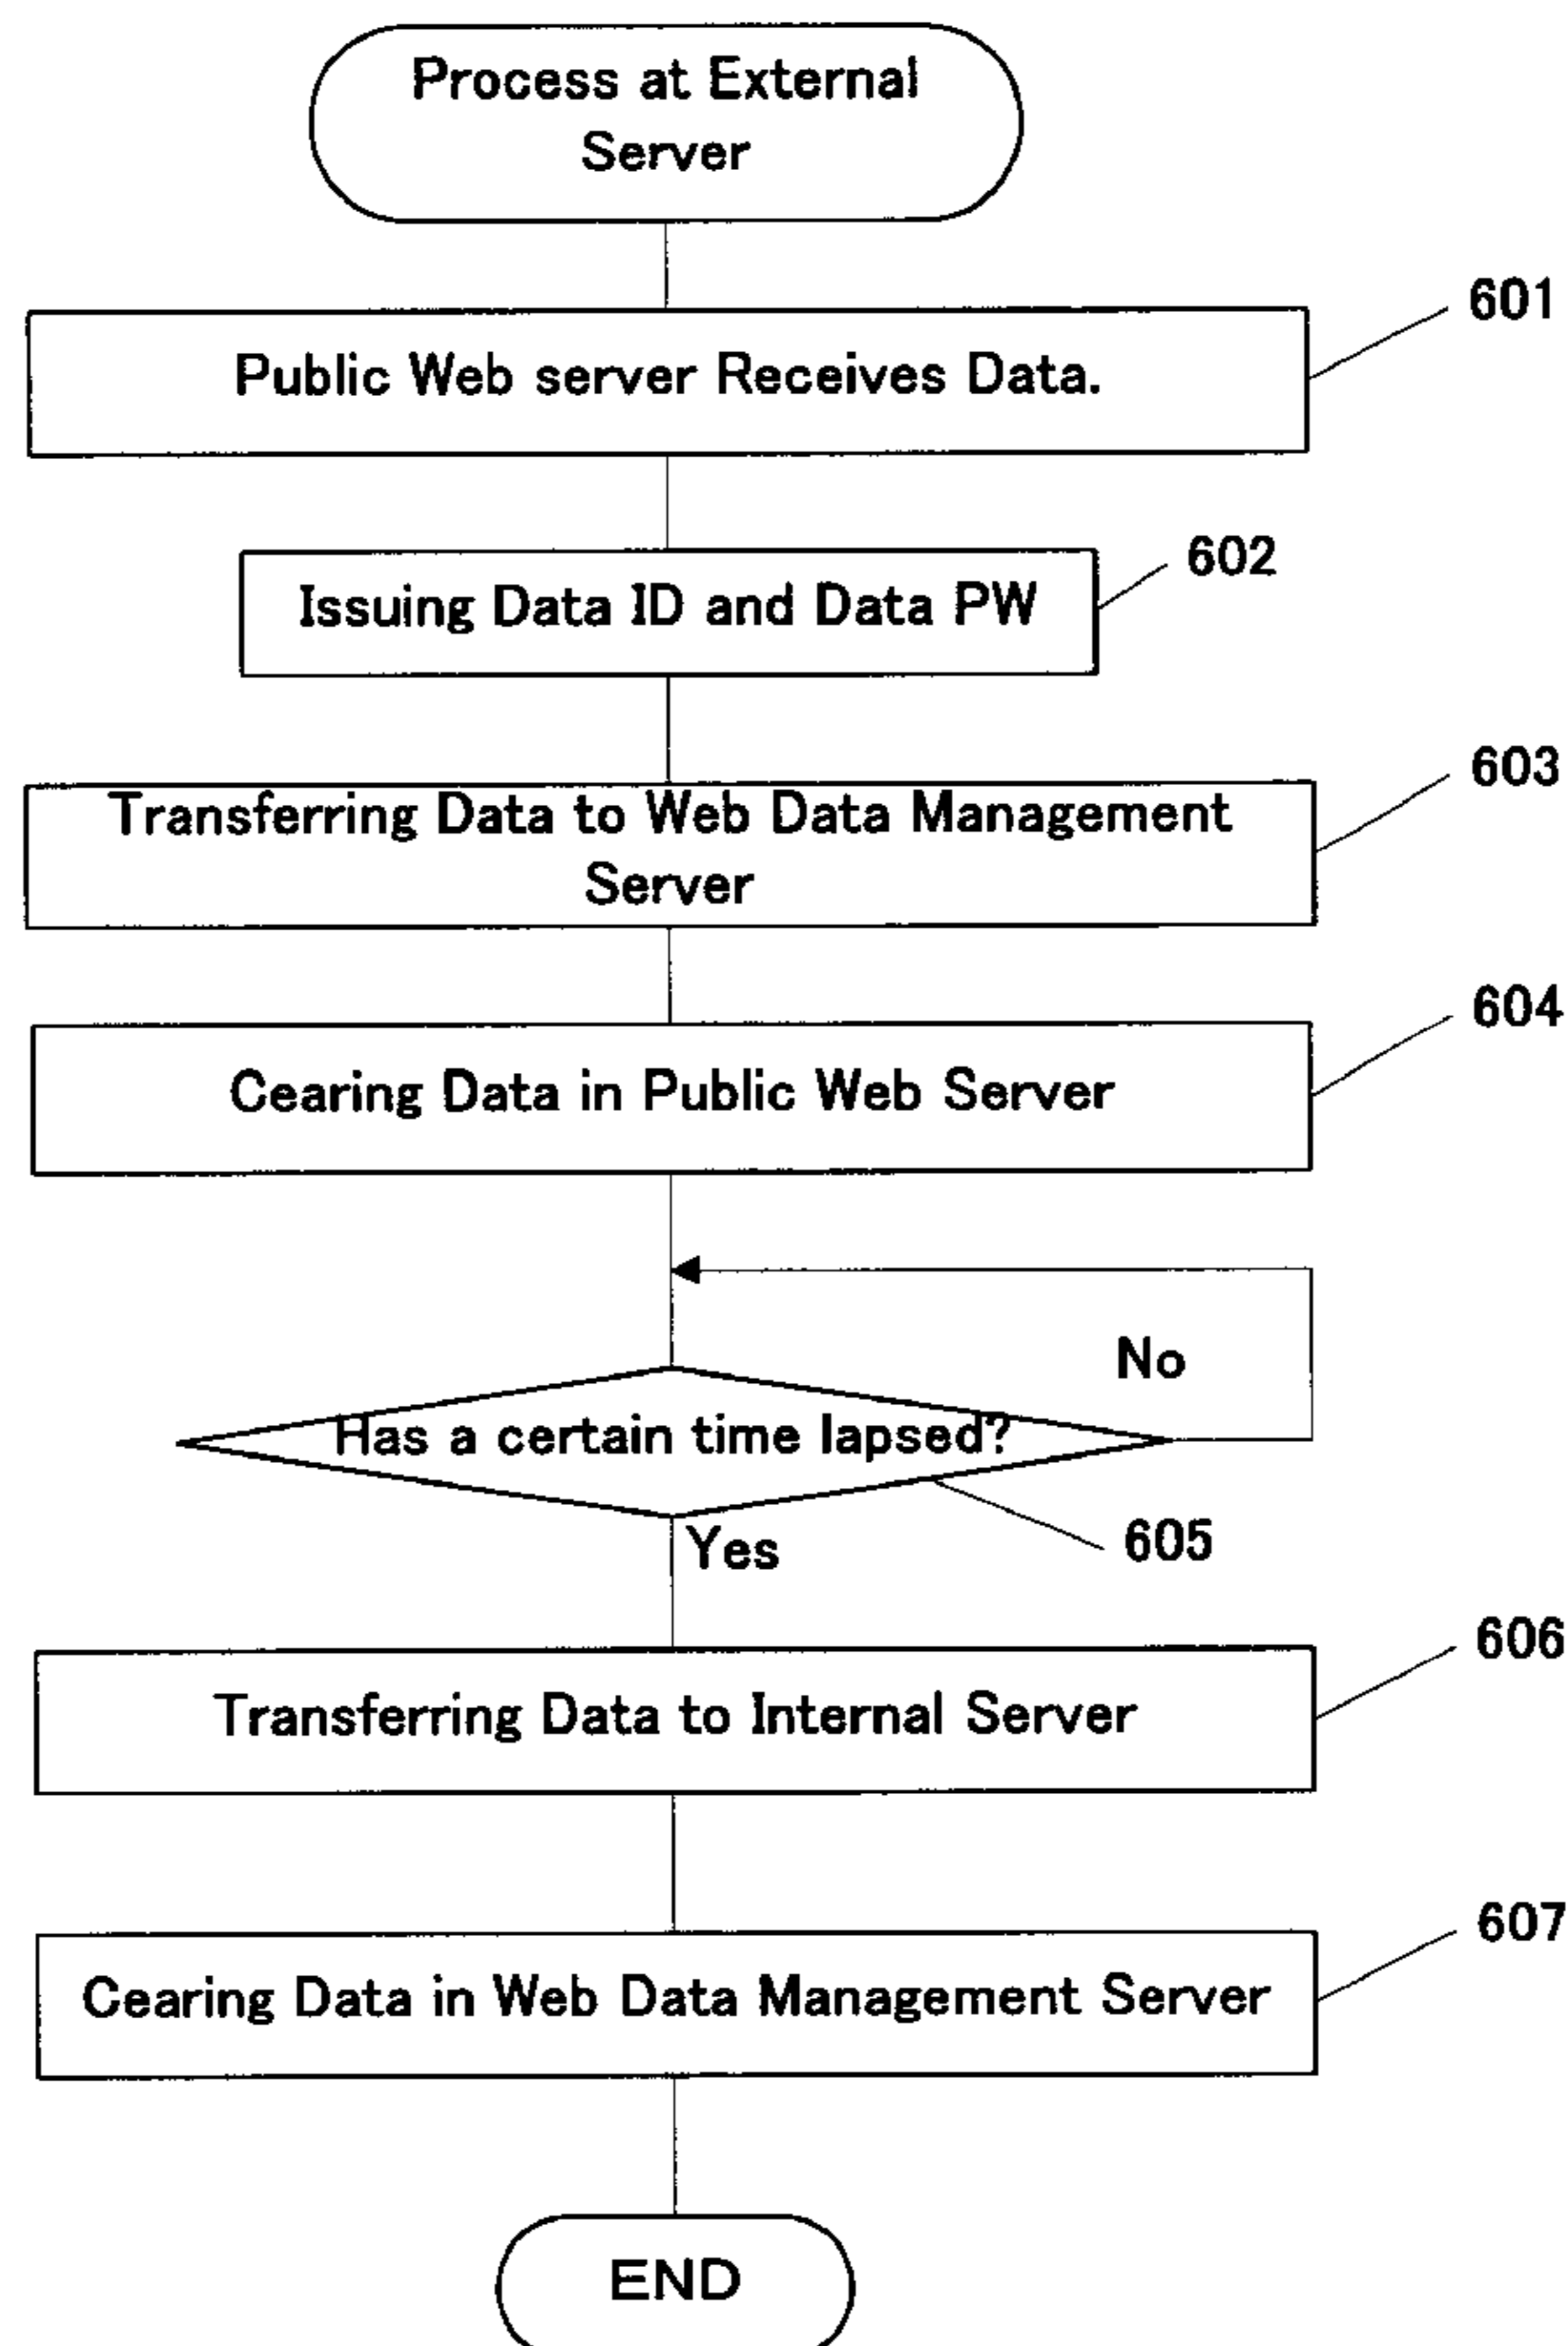 Process at External
Server
601
Public Web server Receives Data.
602
Issuing Data ID and Data PW
603
Transferring Data to Web Data Management
Server
604
Cearing Data in Public Web Server
No
Has a certain time lapsed?
605
Yes
606
Transferring Data to Internal Server
607
Cearing Data in Web Data Management Server
END